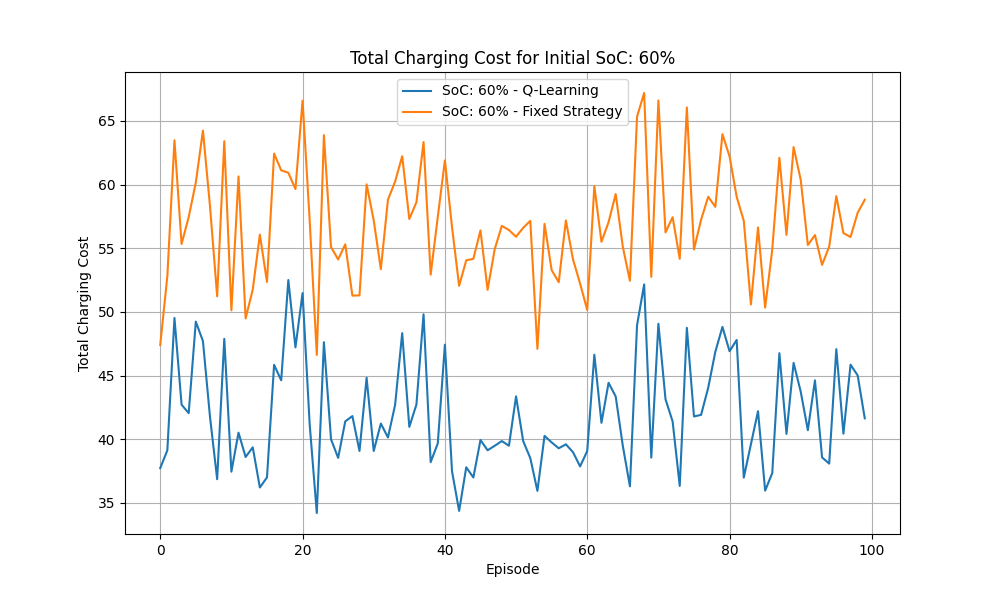 Total Charging Cost for Initial SoC: 60%
SoC: 60% - Q-Learning
SoC: 60% - Fixed Strategy
Total Charging Cost
65
60
55
50
45
40
35
0 20 40 60 80 100
Episode